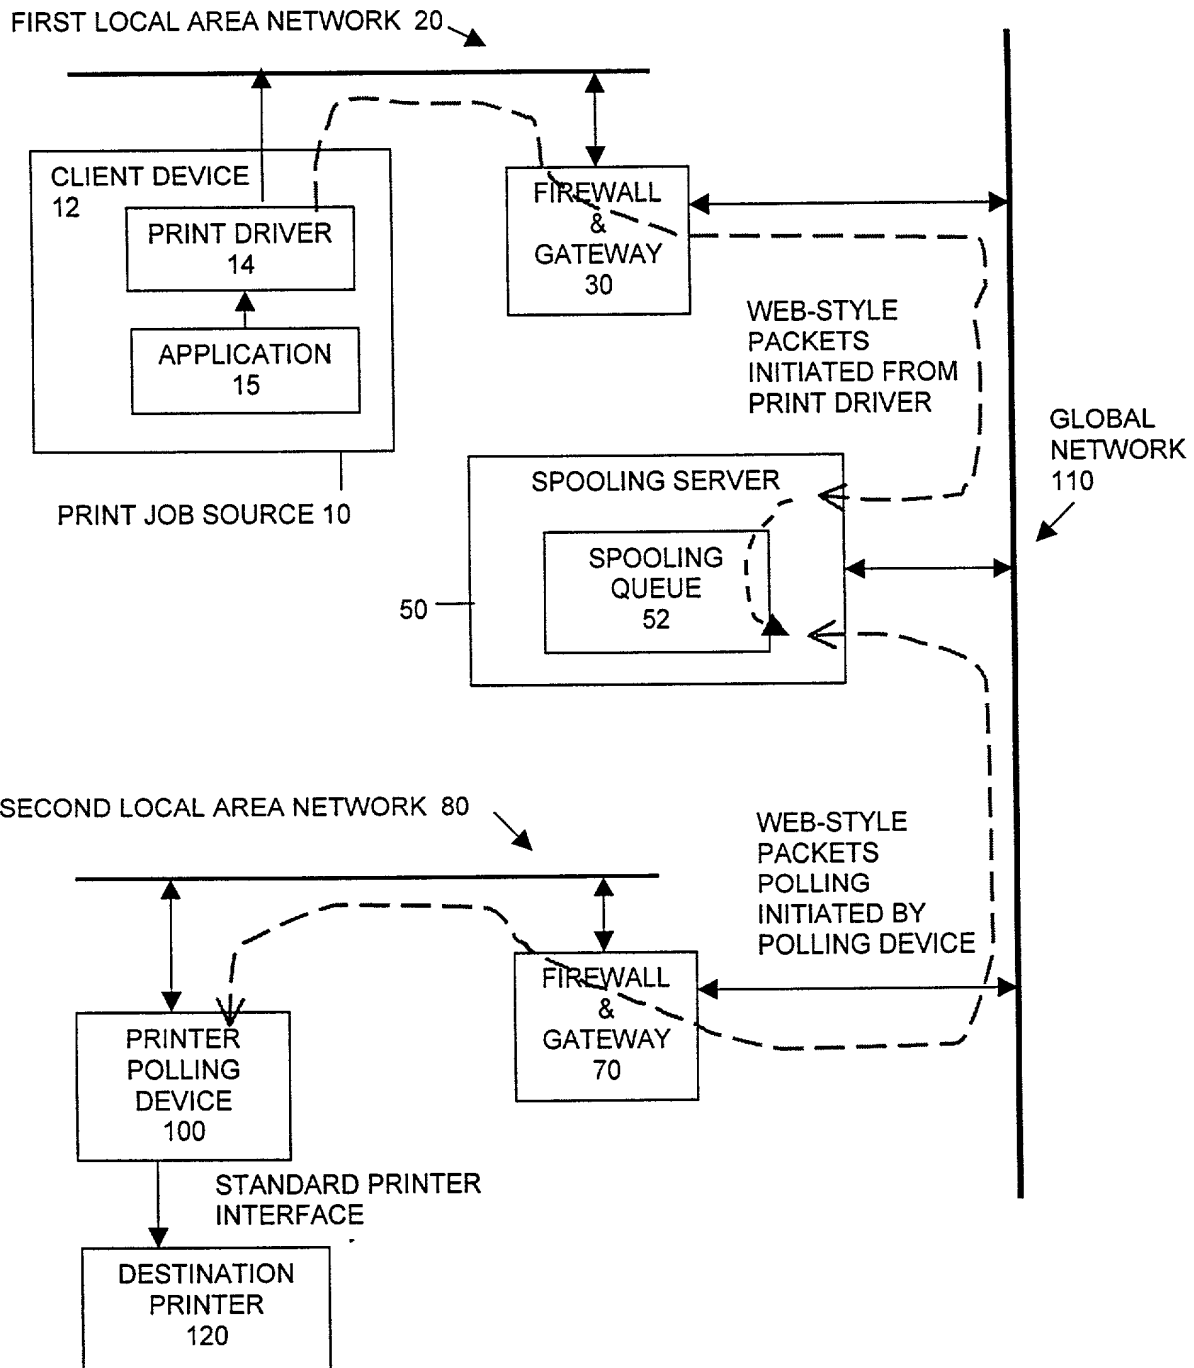 FIRST LOCAL AREA NETWORK 20
CLIENT DEVICE
12
PRINT DRIVER
14
APPLICATION
15
PRINT JOB SOURCE 10
FIREWALL
&
GATEWAY
30
WEB-STYLE
PACKETS
INITIATED FROM
PRINT DRIVER
GLOBAL
NETWORK
110
SPOOLING SERVER
SPOOLING
QUEUE
52
50
SECOND LOCAL AREA NETWORK 80
WEB-STYLE
PACKETS
POLLING
INITIATED BY
POLLING DEVICE
FIREWALL
&
GATEWAY
70
PRINTER
POLLING
DEVICE
100
STANDARD PRINTER
INTERFACE
DESTINATION
PRINTER
120